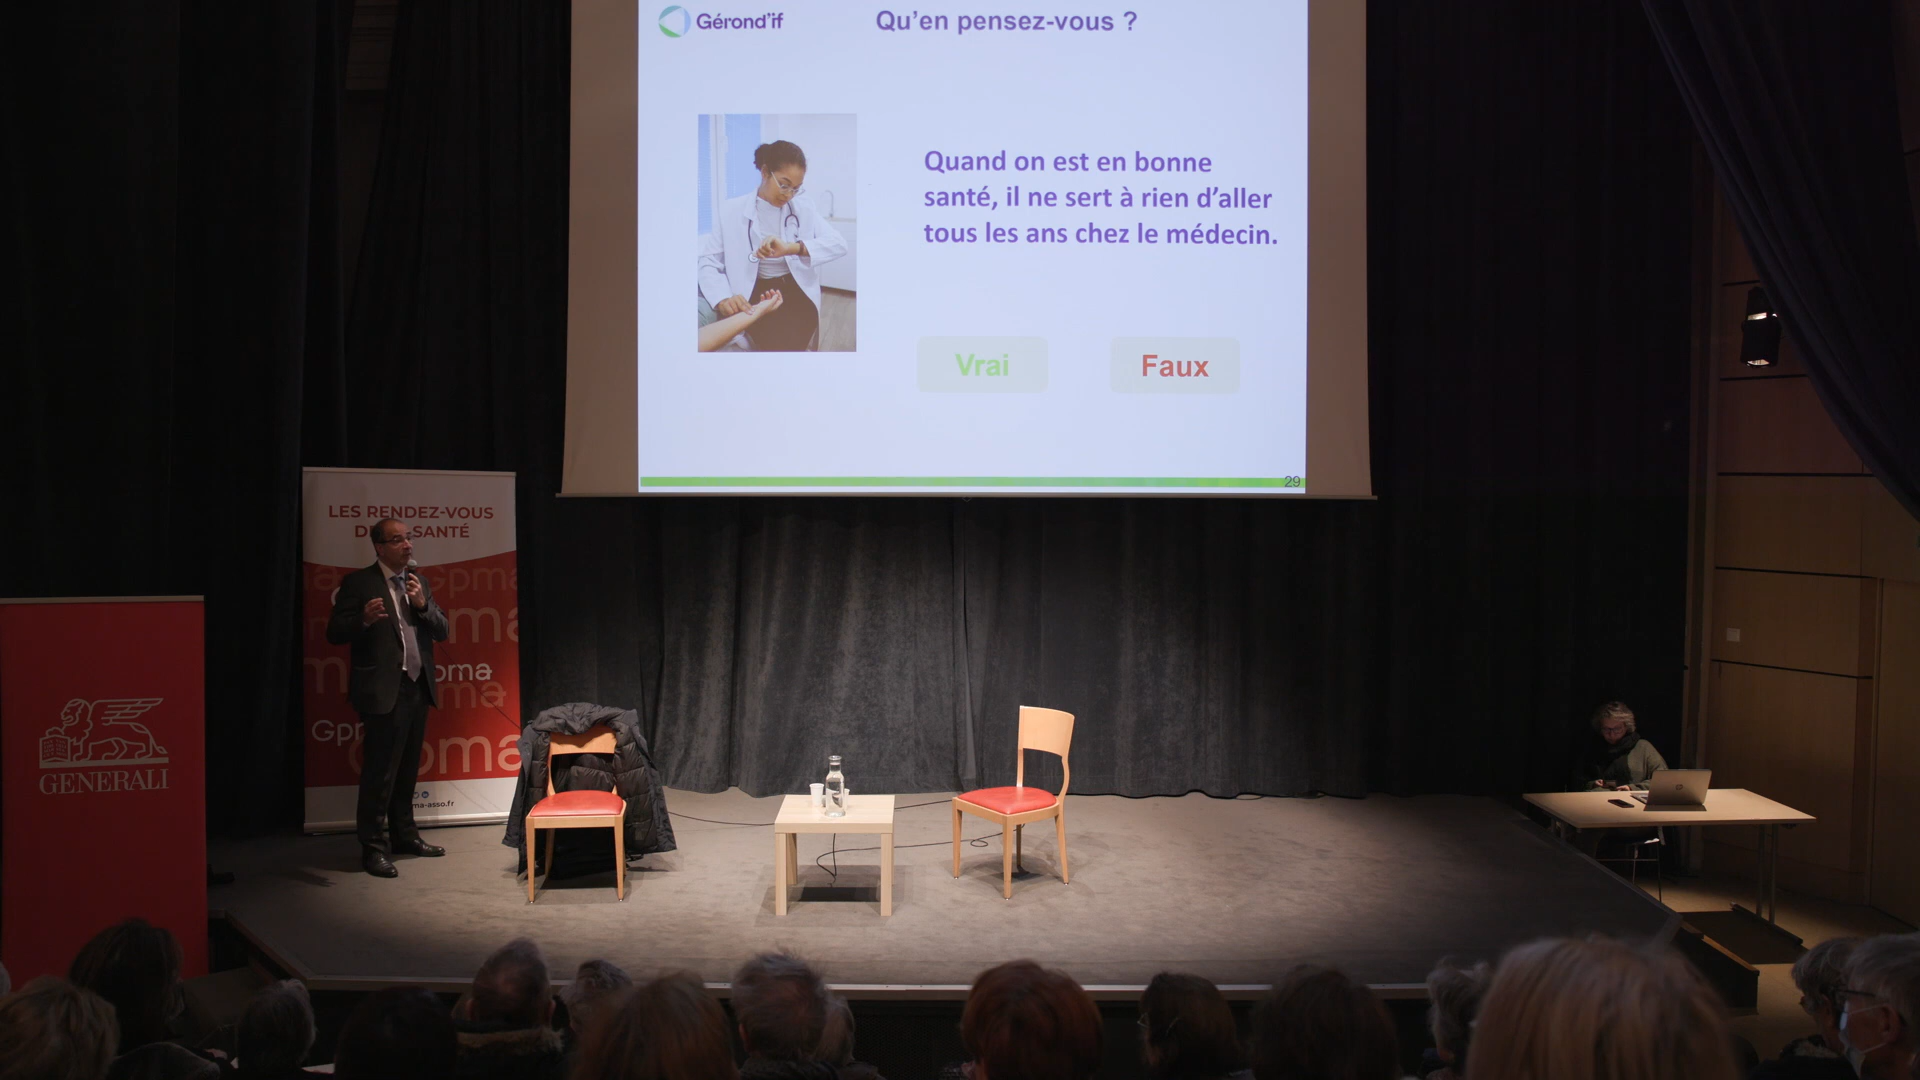 Gérond'if
Qu'en pensez-vous ?
Quand on est en bonne
santé, il ne sert à rien d'aller
tous les ans chez le médecin.
Vrai
Faux
29
LES RENDEZ-VOUS
SANTÉ
Gpma
GENERALI